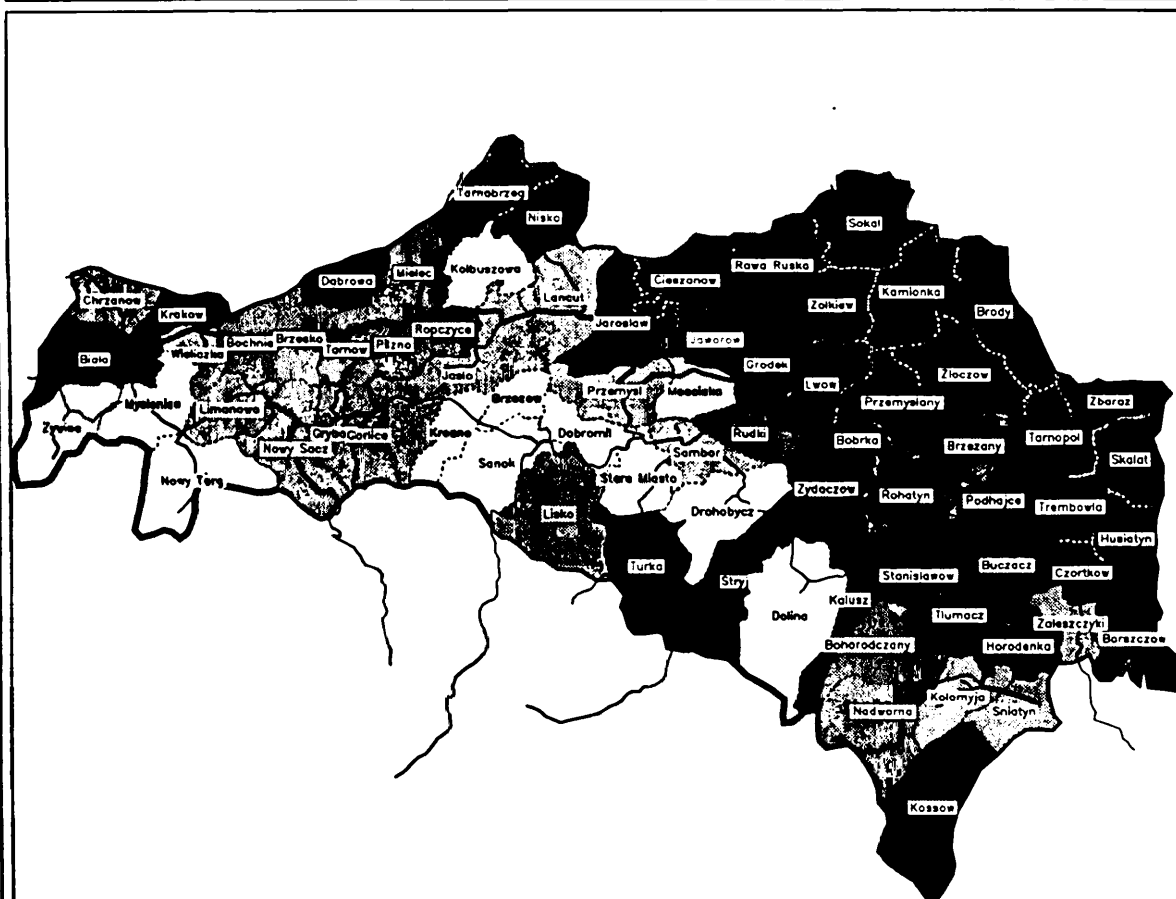 Tarnobrzeg
Nisko
Sokal
Kolbuszowa
Rawa Ruska
Dabrowa
Mielec
Cieszanow
Lancut
Kamionka
Chrzanow
Zolkiew
Krakow
Brody
Jaroslaw
Ropczyce
Jaworow
Bochnia
Brzesko
Tarnow
Pilzno
Wieliczka
Biala
Grodek
Jaslo
Zloczow
Lwow
Przemysl
Mosciska
Brzozow
Przemyslany
Zbaraz
Myslenice
Limanowa
Zywiec
Krosno
Dobromil
Rudki
Bobrka
Brzezany
Tarnopol
Grybow
Gorlice
Nowy Sacz
Sambor
Sanok
Skalat
Nowy Targ
Stare Miasto
Zydaczow
Rohatyn
Podhajce
Trembowla
Lisko
Drohobycz
Husiatyn
Turka
Stryj
Stanislawow
Buczacz
Czortkow
Kalusz
Dolina
Tlumacz
Zaleszczyki
Bohorodczany
Horodenka
Borszczow
Kolomyja
Nadworna
Sniatyn
Kossow